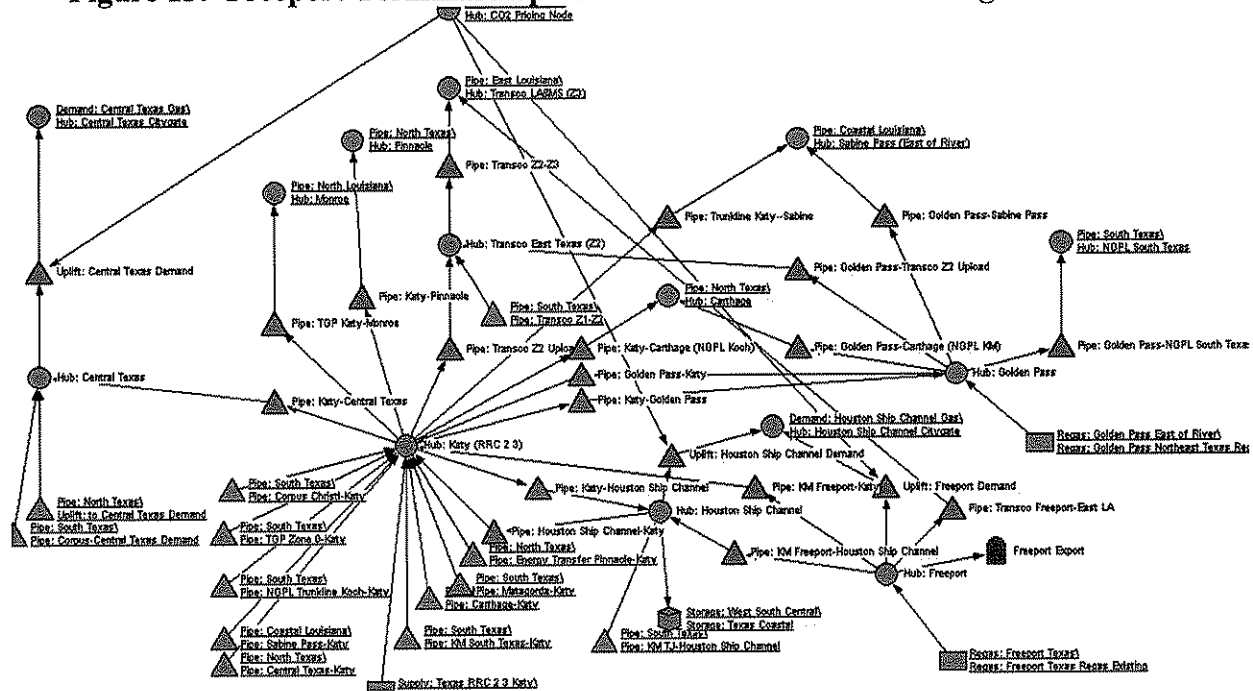 Hub: CO2 Pricing Node
Pipe: East Louisiana\
Hub: Transco LA&MS (Z3)
Demand: Central Texas Gas\
Hub: Central Texas Citygate
Pipe: North Texas\
Hub: Pinnacle
Pipe: Coastal Louisiana\
Hub: Sabine Pass (East of River)
Pipe: Transco Z2-Z3
Pipe: North Louisiana\
Hub: Monroe
Pipe: Trunkline Katy--Sabine
Pipe: Golden Pass-Sabine Pass
Pipe: South Texas\
Hub: NGPL South Texas
Hub: Transco East Texas (Z2)
Uplift: Central Texas Demand
Pipe: Golden Pass-Transco Z2 Upload
Pipe: Katy-Pinnacle
Pipe: North Texas\
Hub: Carthage
Pipe: South Texas\
Pipe: Transco Z1-Z2
Pipe: TGP Katy-Monroe
Pipe: Transco Z2 Upload
Pipe: Katy-Carthage (NGPL Koch)
Pipe: Golden Pass-Carthage (NGPL KM)
Pipe: Golden Pass-NGPL South Texas
Hub: Central Texas
Pipe: Golden Pass-Katy
Hub: Golden Pass
Pipe: Katy-Central Texas
Pipe: Katy-Golden Pass
Demand: Houston Ship Channel Gas\
Hub: Houston Ship Channel Citygate
Hub: Katy (RRC 2 3)
Regas: Golden Pass East of River\
Regas: Golden Pass Northeast Texas Reg
Uplift: Houston Ship Channel Demand
Pipe: South Texas\
Pipe: Corpus Christi-Katy
Pipe: Katy-Houston Ship Channel
Pipe: KM Freeport-Katy
Uplift: Freeport Demand
Pipe: North Texas\
Uplift: to Central Texas Demand
Pipe: South Texas\
Pipe: Corpus-Central Texas Demand
Hub: Houston Ship Channel
Pipe: Transco Freeport-East LA
Pipe: South Texas\
Pipe: TGP Zone 0-Katy
Pipe: Houston Ship Channel-Katy
Pipe: North Texas\
Pipe: Energy Transfer Pinnacle-Katy
Pipe: KM Freeport-Houston Ship Channel
Freeport Export
Hub: Freeport
Pipe: South Texas\
Pipe: NGPL Trunkline Koch-Katy
Pipe: South Texas\
Pipe: Matagorda-Katy
Pipe: Carthage-Katy
Storage: West South Central\
Storage: Texas Coastal
Pipe: Coastal Louisiana\
Pipe: Sabine Pass-Katy
Pipe: South Texas\
Pipe: KM South Texas-Katy
Pipe: South Texas\
Pipe: KM TJ-Houston Ship Channel
Pipe: North Texas\
Pipe: Central Texas-Katy
Regas: Freeport Texas\
Regas: Freeport Texas Regas Existing
Supply: Texas RRC 2 3 Katy\